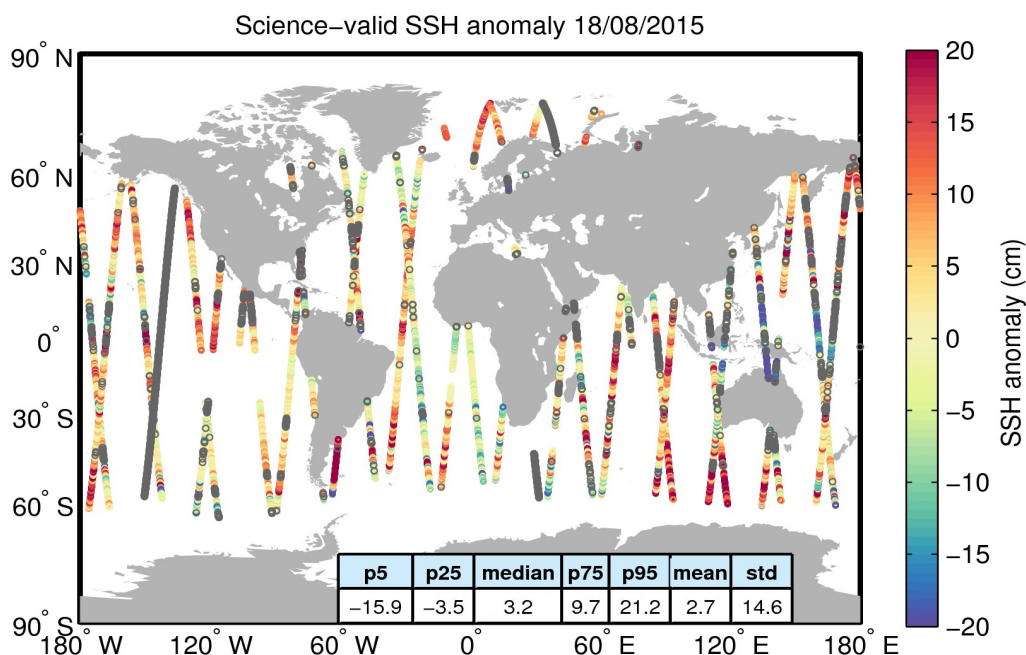 Science−valid SSH anomaly 18/08/2015
90° N
60° N
30° N
0°
30° S
60° S
90° S
180° W
120° W
60° W
0°
60° E
120° E
180° E
p5 p25 median p75 p95 mean std
−15.9 −3.5 3.2 9.7 21.2 2.7 14.6
20
15
10
5
0
−5
−10
−15
−20
SSH anomaly (cm)